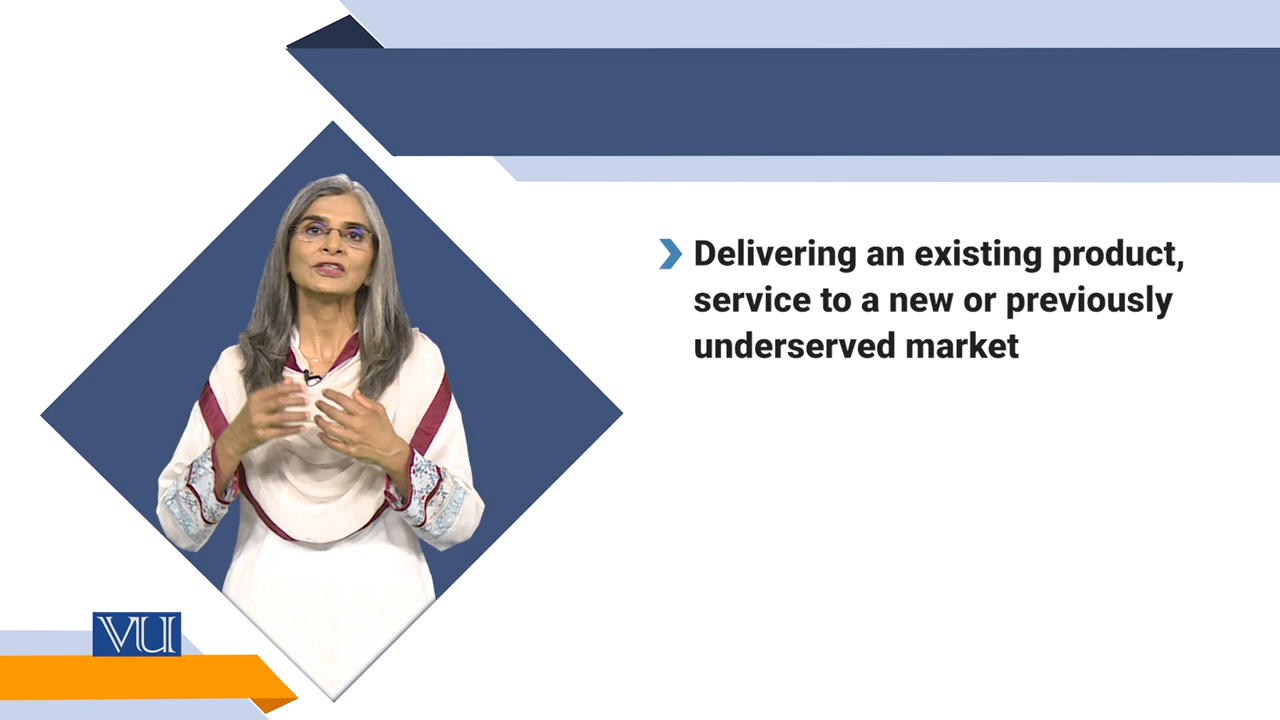 Delivering an existing product,
service to a new or previously
underserved market
VU